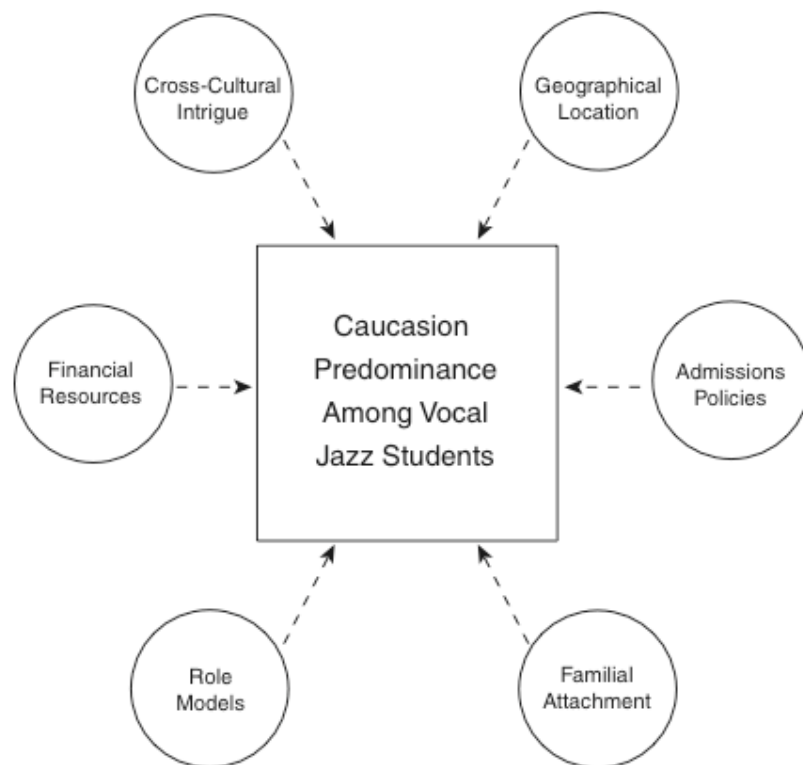 Cross-Cultural
Intrigue
Geographical
Location
Caucasion
Predominance
Among Vocal
Jazz Students
Financial
Resources
Admissions
Policies
Role
Models
Familial
Attachment